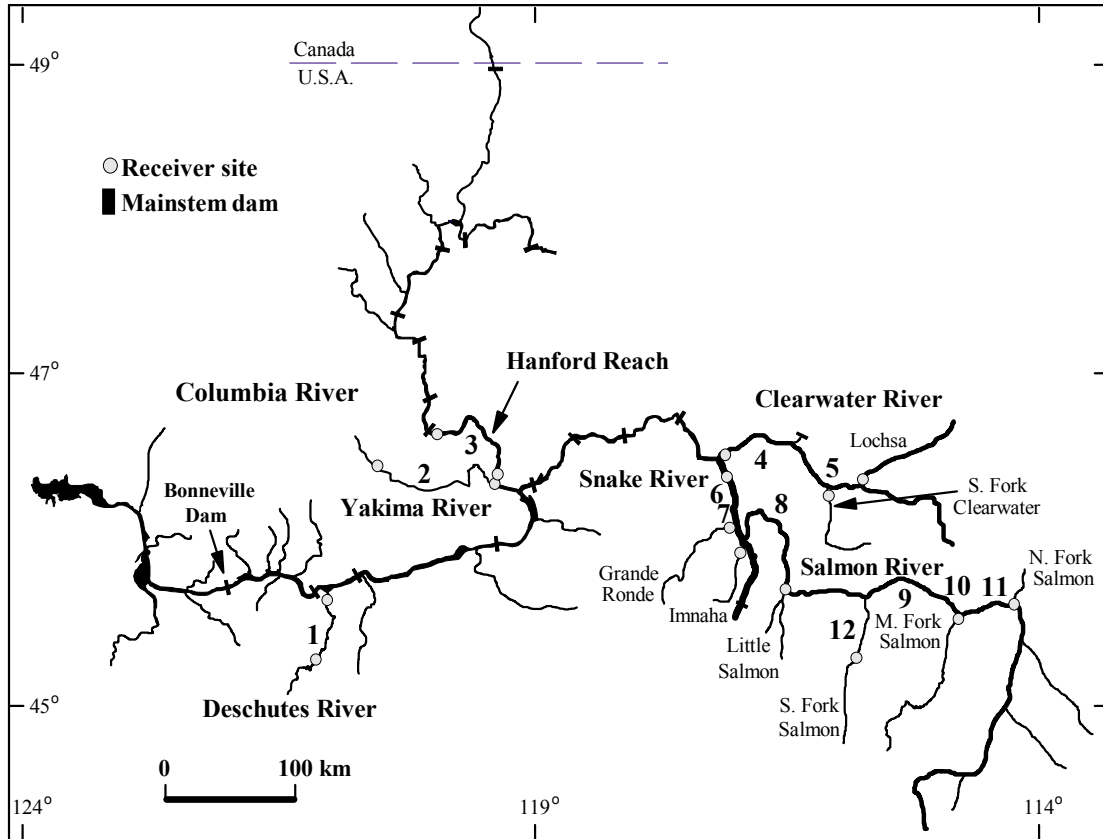 Canada
49°
U.S.A.
Receiver site
Mainstem dam
47°
Hanford Reach
Columbia River
Clearwater River
3
4
Lochsa
2
Snake River
5
Bonneville
Dam
Yakima River
6
8
S. Fork
Clearwater
7
Salmon River
N. Fork
Salmon
Grande
Ronde
10
11
Imnaha
9
1
12
M. Fork
Salmon
Little
Salmon
45°
Deschutes River
S. Fork
Salmon
0
100 km
124°
119°
114°